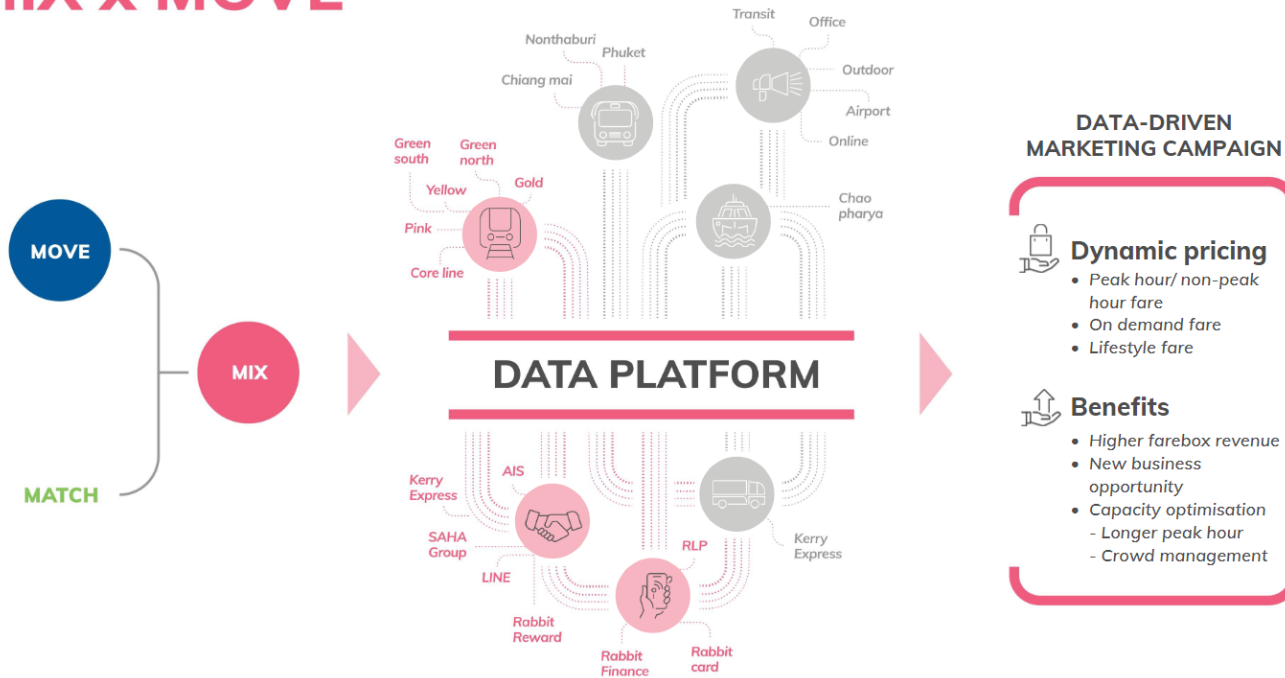 MIX x MOVE
MOVE
MIX
MATCH
Nonthaburi
Phuket
Chiang mai
Transit
Office
Outdoor
Airport
Online
Green
south
Green
north
Yellow
Gold
Pink
Core line
Chao
pharya
DATA PLATFORM
Kerry
Express
AIS
SAHA
Group
LINE
Rabbit
Reward
RLP
Rabbit
Finance
Rabbit
card
Kerry
Express
DATA-DRIVEN
MARKETING CAMPAIGN
Dynamic pricing
• Peak hour/ non-peak
hour fare
• On demand fare
• Lifestyle fare
Benefits
• Higher farebox revenue
• New business
opportunity
• Capacity optimisation
- Longer peak hour
- Crowd management